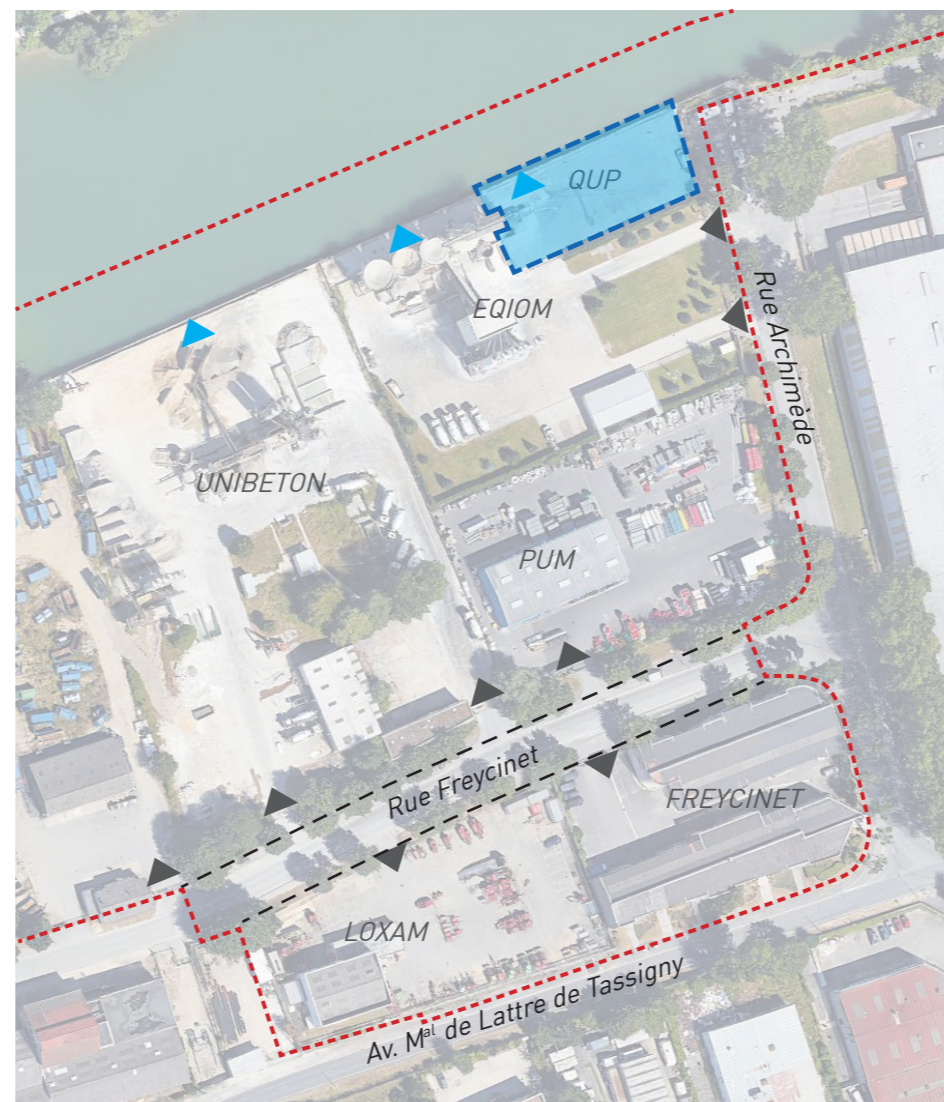 QUP
EQIOM
Rue Archimède
UNIBETON
PUM
Rue Freycinet
FREYCINET
LOXAM
Av. Mal de Lattre de Tassigny